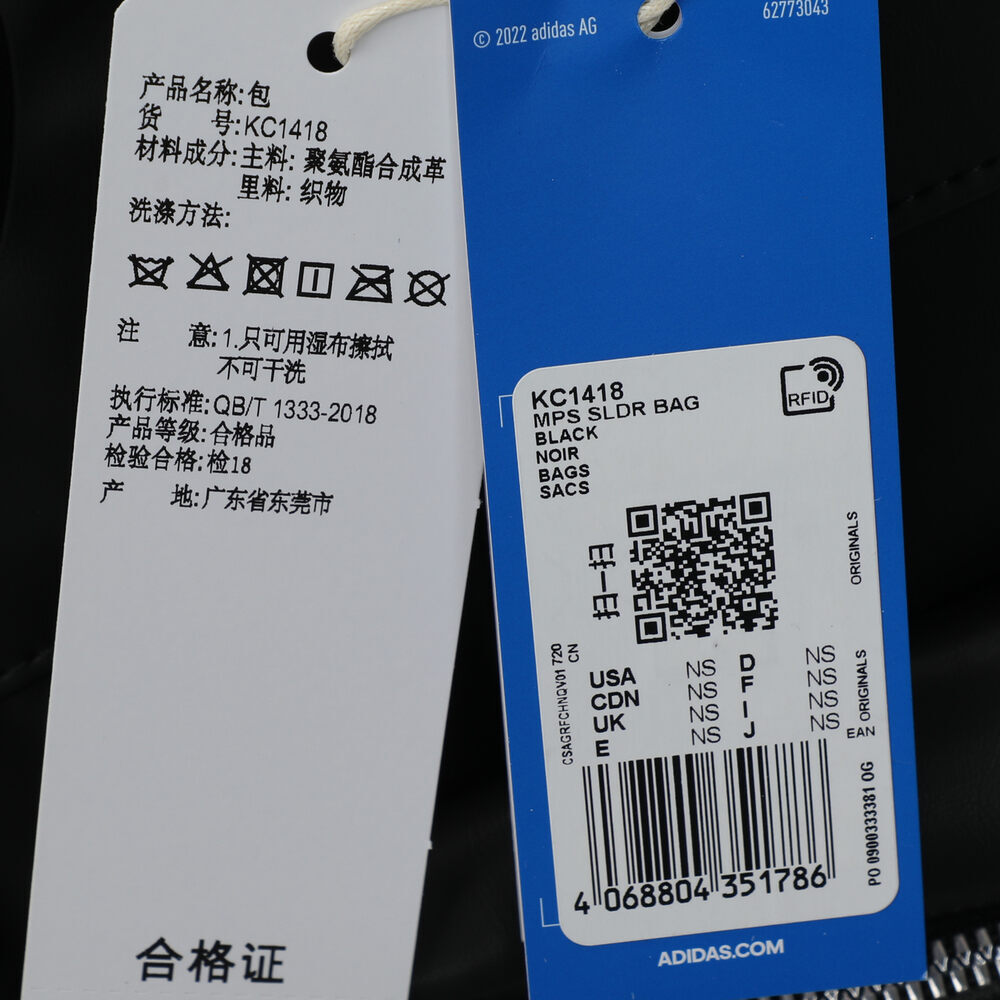 产品名称:包
货 号:KC1418
材料成分:主料: 聚氨酯合成革
里料: 织物
洗涤方法:
注 意:1.只可用湿布擦拭
不可干洗
执行标准:QB/T 1333-2018
产品等级:合格品
检验合格:检18
产 地:广东省东莞市
合格证
© 2022 adidas AG
62773043
KC1418
MPS SLDR BAG
BLACK
NOIR
BAGS
SACS
RFID
扫一扫
ORIGINALS
CSAGRFCHNQV01720
CN
USA NS D NS
CDN NS F NS
UK NS I NS
E NS J NS
ORIGINALS
EAN
PO 0900333381 OG
4 068804 351786
ADIDAS.COM